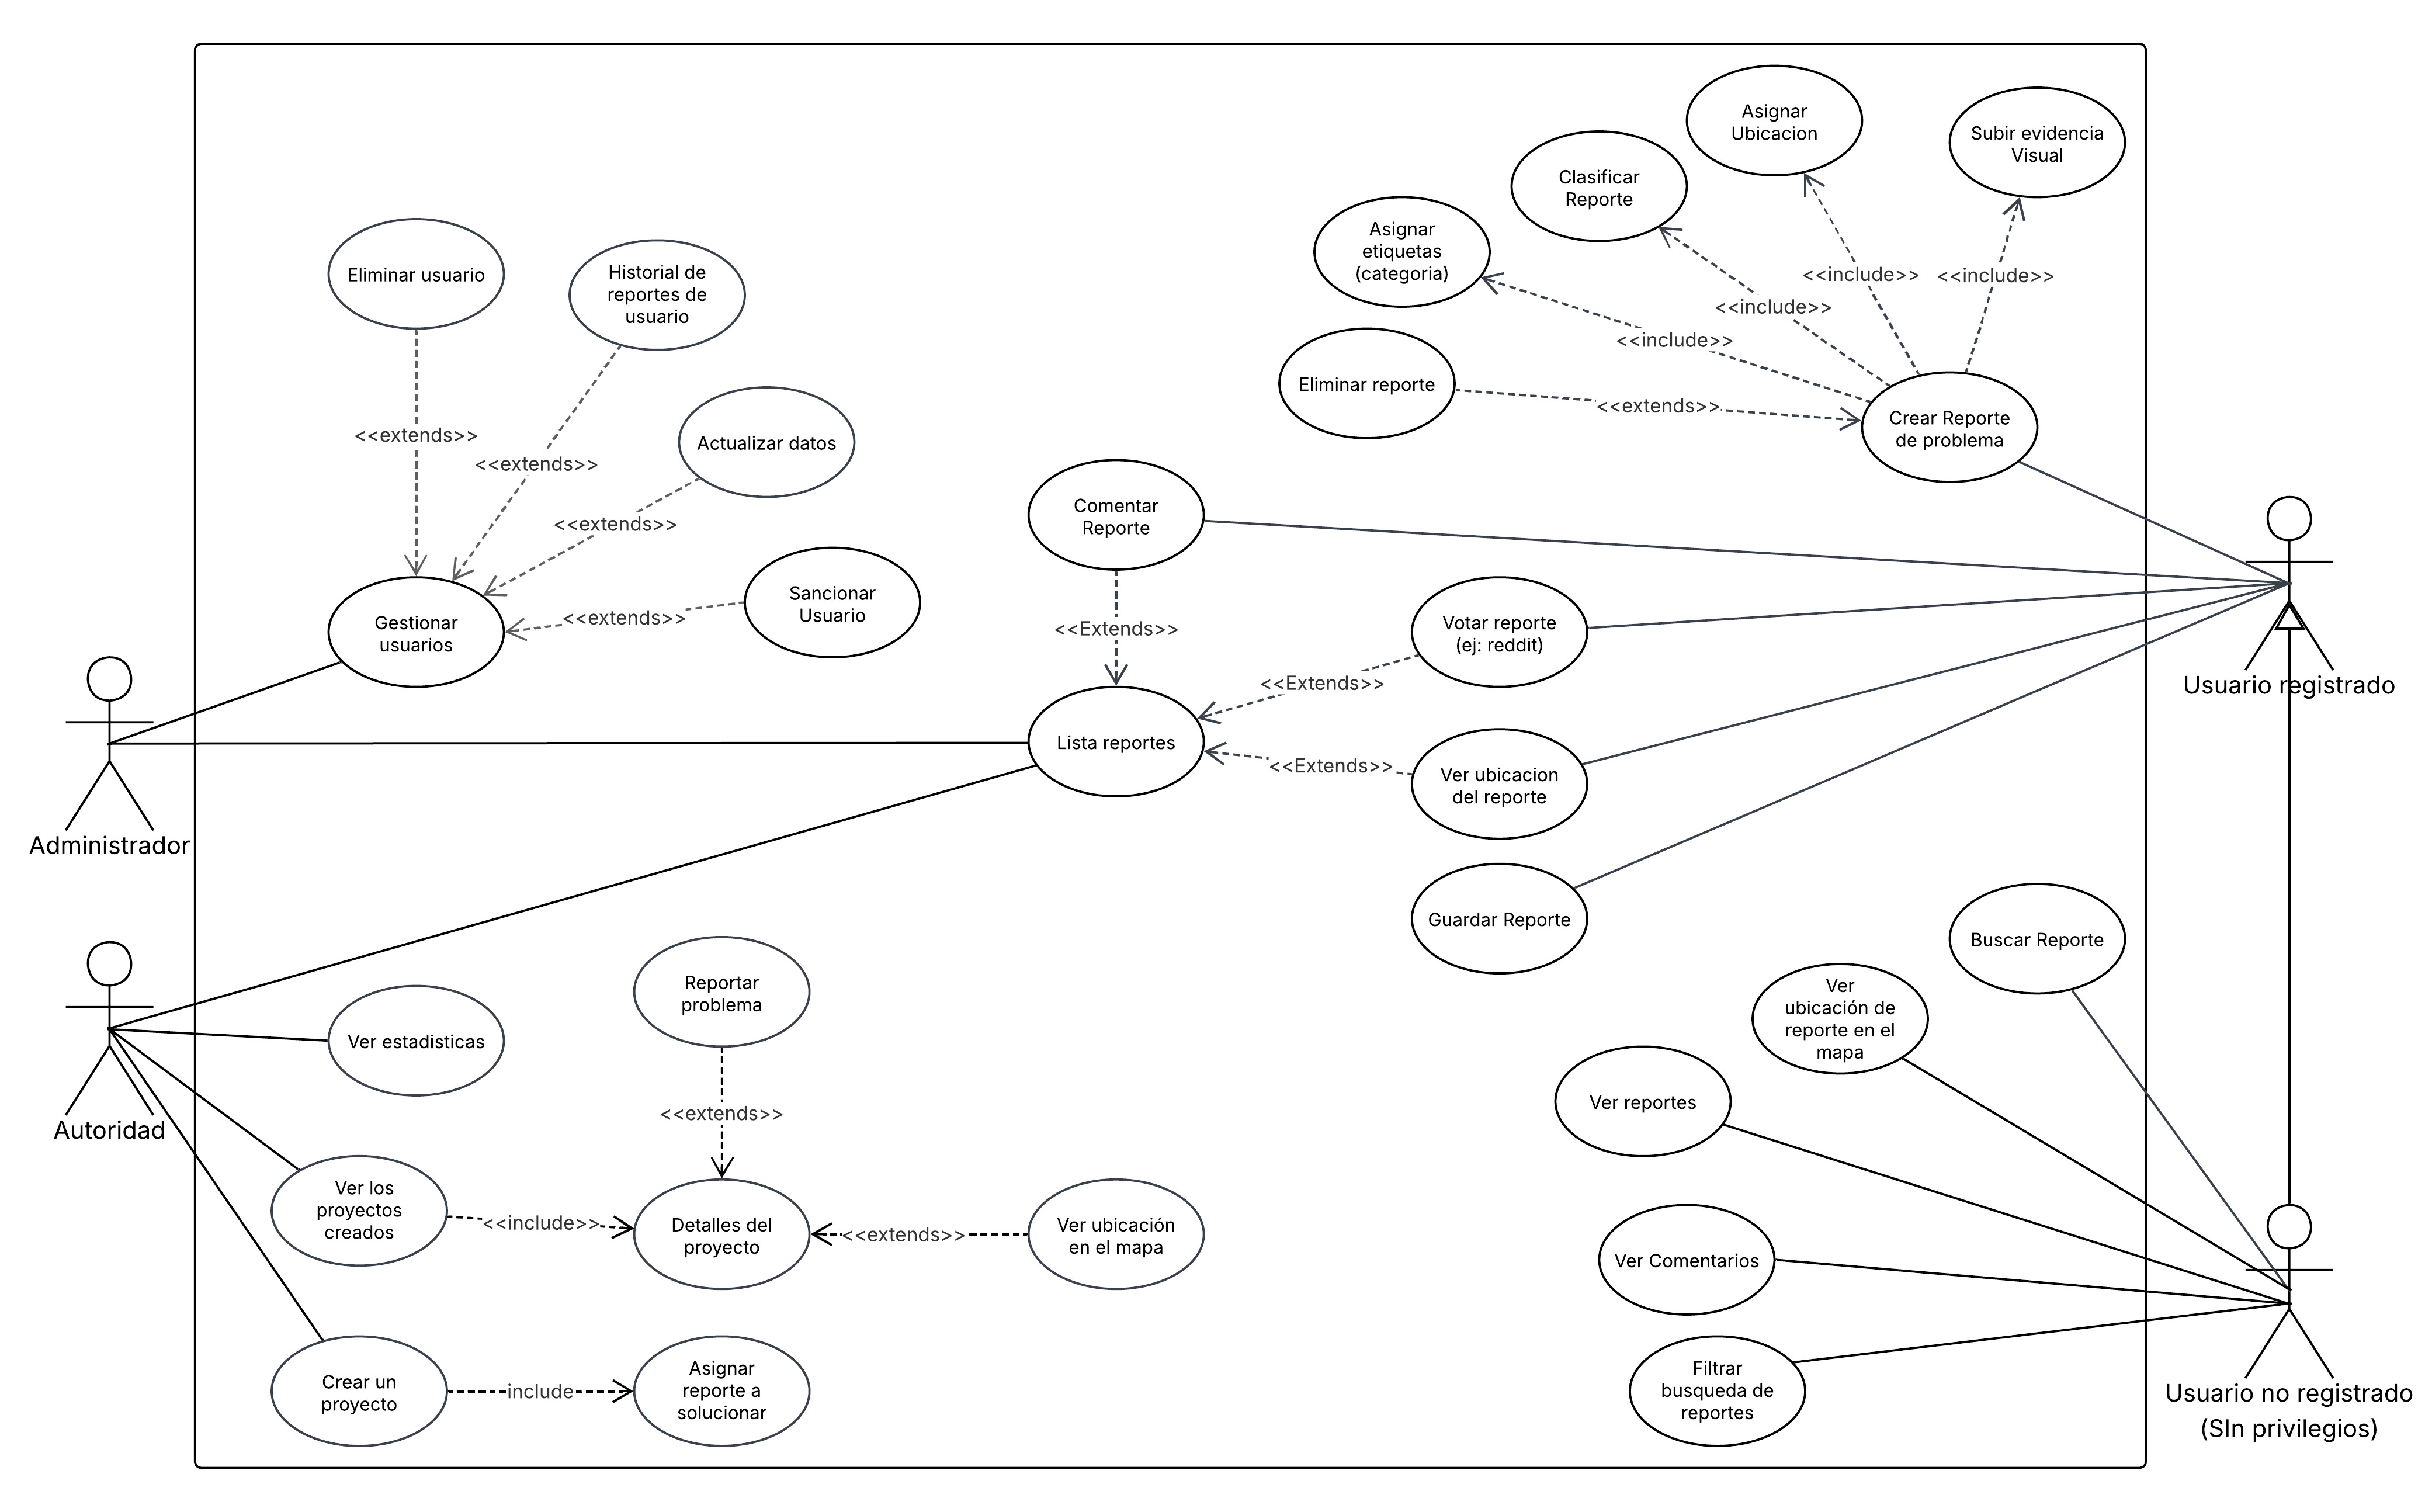 Asignar
Ubicacion
Subir evidencia
Visual
Clasificar
Reporte
Asignar
etiquetas
(categoria)
Eliminar usuario
Historial de
reportes de
usuario
<<include>>
<<include>>
<<include>>
<<include>>
Eliminar reporte
<<extends>>
Crear Reporte
de problema
<<extends>>
<<extends>>
Actualizar datos
<<extends>>
Comentar
Reporte
Sancionar
Usuario
<<extends>>
Gestionar
usuarios
<<Extends>>
Votar reporte
(ej: reddit)
<<Extends>>
Usuario registrado
Lista reportes
<<Extends>>
Ver ubicacion
del reporte
Administrador
Guardar Reporte
Buscar Reporte
Reportar
problema
Ver
ubicación de
reporte en el
mapa
Ver estadisticas
Autoridad
Ver reportes
<<extends>>
Ver los
proyectos
creados
<<include>>
Detalles del
proyecto
<<extends>>
Ver ubicación
en el mapa
Ver Comentarios
Crear un
proyecto
include
Asignar
reporte a
solucionar
Filtrar
busqueda de
reportes
Usuario no registrado
(SIn privilegios)